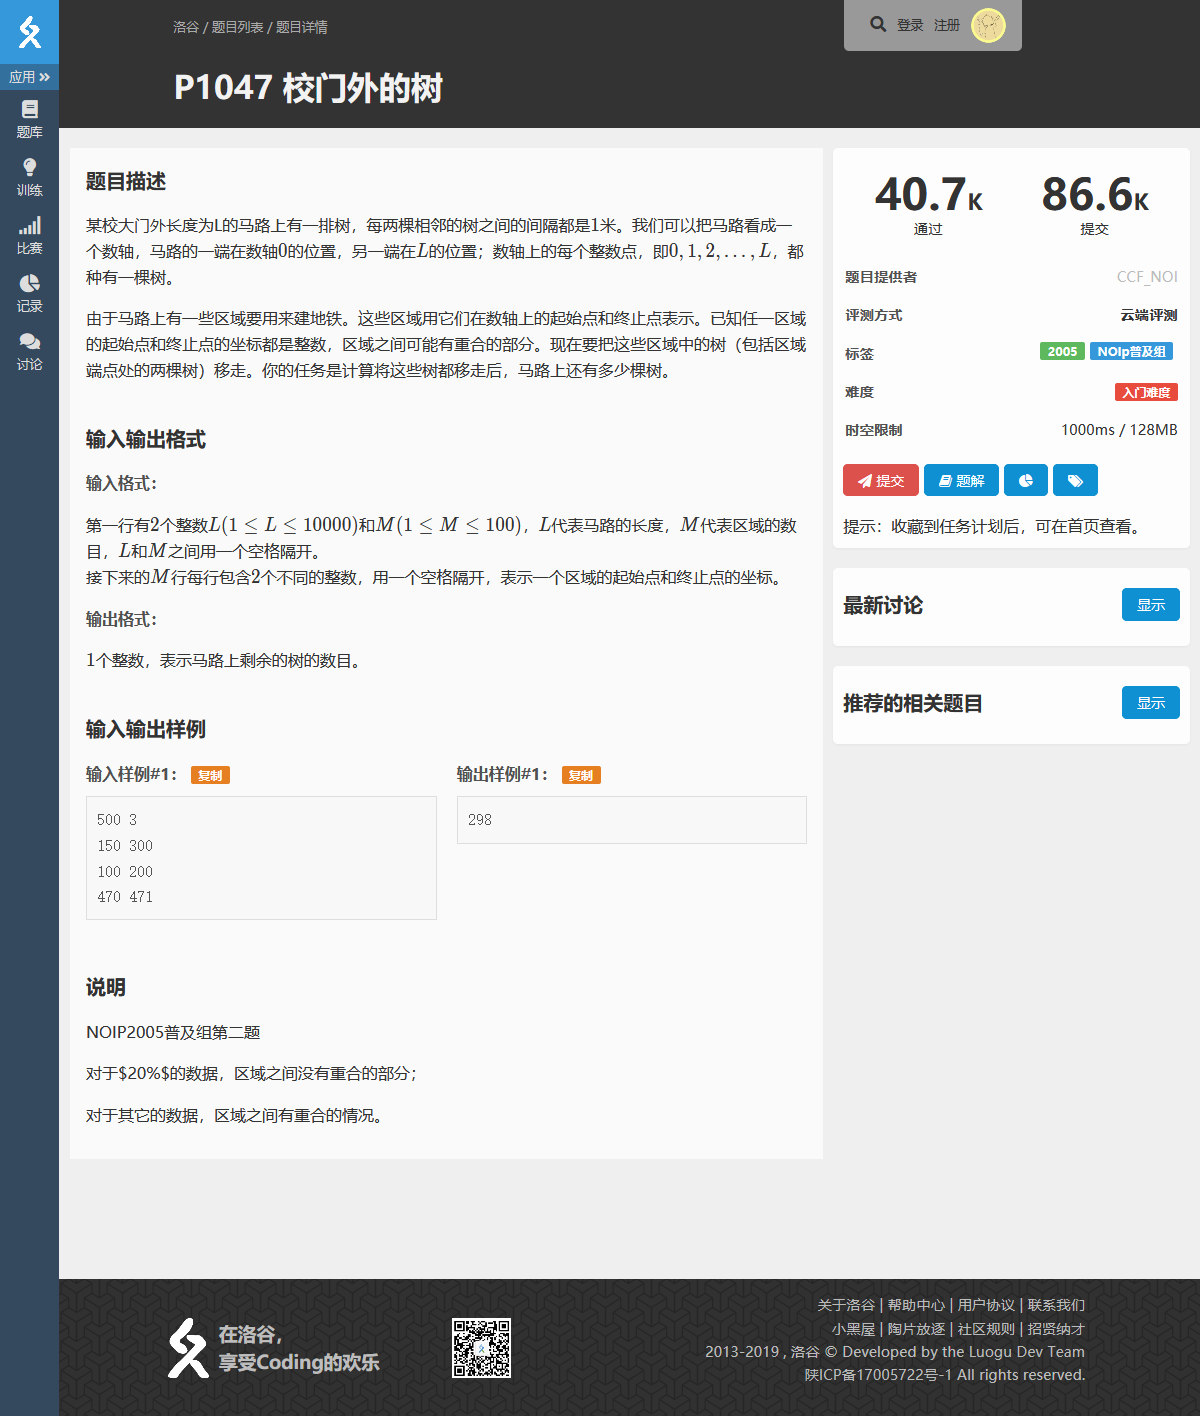 洛谷 / 题目列表 / 题目详情
登录 注册
P1047 校门外的树
应用
题库
训练
比赛
记录
讨论
题目描述
某校大门外长度为L的马路上有一排树，每两棵相邻的树之间的间隔都是1米。我们可以把马路看成一
个数轴，马路的一端在数轴0的位置，另一端在L的位置；数轴上的每个整数点，即0,1,2,...,L，都
种有一棵树。
由于马路上有一些区域要用来建地铁。这些区域用它们在数轴上的起始点和终止点表示。已知任一区域
的起始点和终止点的坐标都是整数，区域之间可能有重合的部分。现在要把这些区域中的树（包括区域
端点处的两棵树）移走。你的任务是计算将这些树都移走后，马路上还有多少棵树。
输入输出格式
输入格式：
第一行有2个整数L(1 ≤ L ≤ 10000)和M(1 ≤ M ≤ 100)，L代表马路的长度，M代表区域的数
目，L和M之间用一个空格隔开。
接下来的M行每行包含2个不同的整数，用一个空格隔开，表示一个区域的起始点和终止点的坐标。
输出格式：
1个整数，表示马路上剩余的树的数目。
输入输出样例
输入样例#1： 复制
500 3
150 300
100 200
470 471
输出样例#1： 复制
298
说明
NOIP2005普及组第二题
对于$20%$的数据，区域之间没有重合的部分；
对于其它的数据，区域之间有重合的情况。
40.7K 86.6K
通过 提交
题目提供者 CCF_NOI
评测方式 云端评测
标签 2005 NOIp普及组
难度 入门难度
时空限制 1000ms / 128MB
提交 题解
提示：收藏到任务计划后，可在首页查看。
最新讨论 显示
推荐的相关题目 显示
在洛谷，
享受Coding的欢乐
关于洛谷 | 帮助中心 | 用户协议 | 联系我们
小黑屋 | 陶片放逐 | 社区规则 | 招贤纳才
2013-2019 , 洛谷 © Developed by the Luogu Dev Team
陕ICP备17005722号-1 All rights reserved.